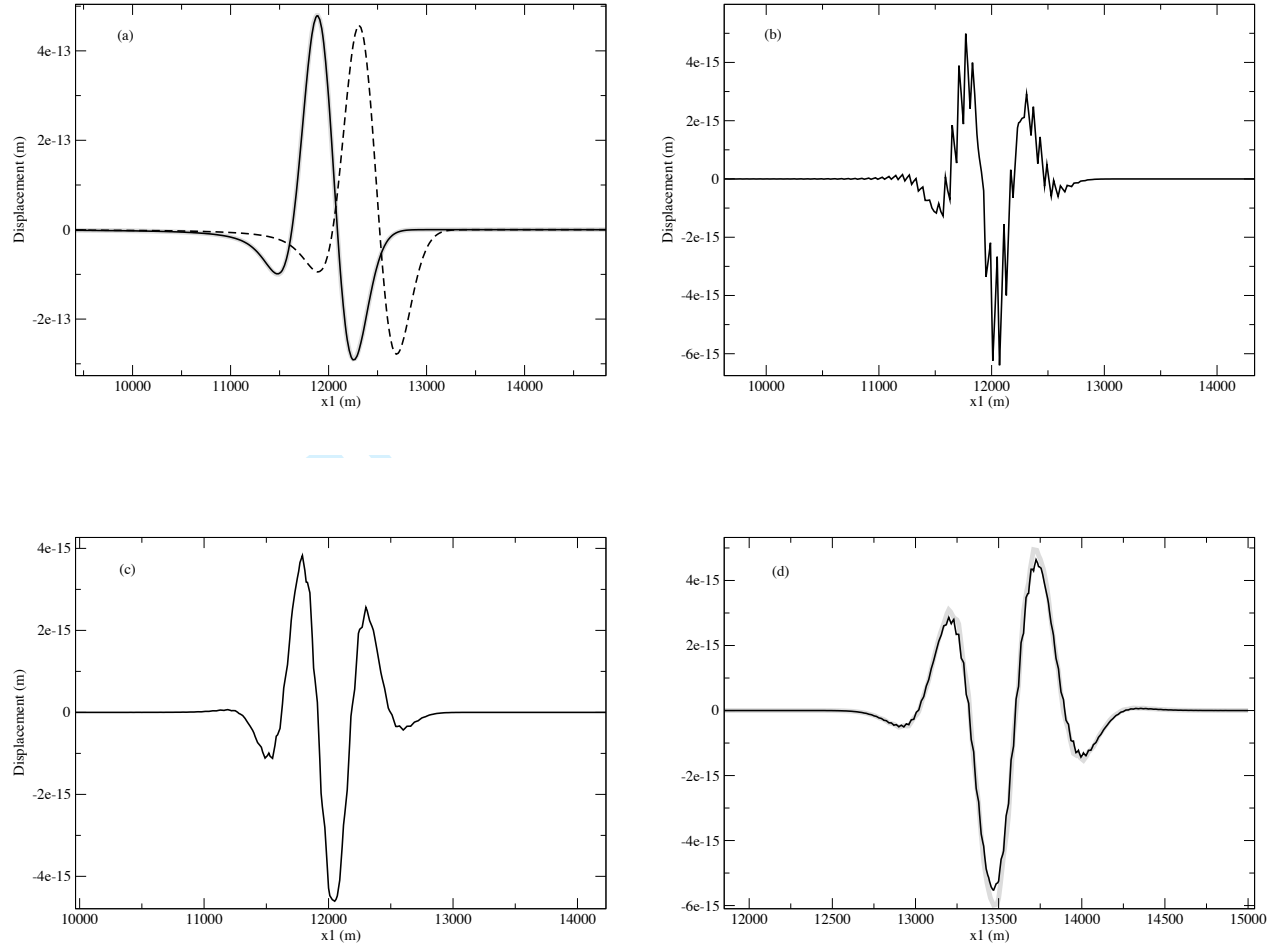 (a)
4e-13
2e-13
0
-2e-13
Displacement (m)
10000 11000 12000 13000 14000
x1 (m)
(b)
4e-15
2e-15
0
-2e-15
-4e-15
-6e-15
Displacement (m)
10000 11000 12000 13000 14000
x1 (m)
(c)
4e-15
2e-15
0
-2e-15
-4e-15
Displacement (m)
10000 11000 12000 13000 14000
x1 (m)
(d)
4e-15
2e-15
0
-2e-15
-4e-15
-6e-15
12000 12500 13000 13500 14000 14500 15000
x1 (m)